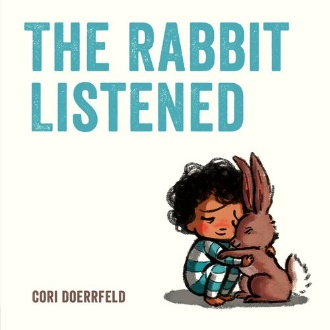 THE RABBIT
LISTENED
CORI DOERRFELD